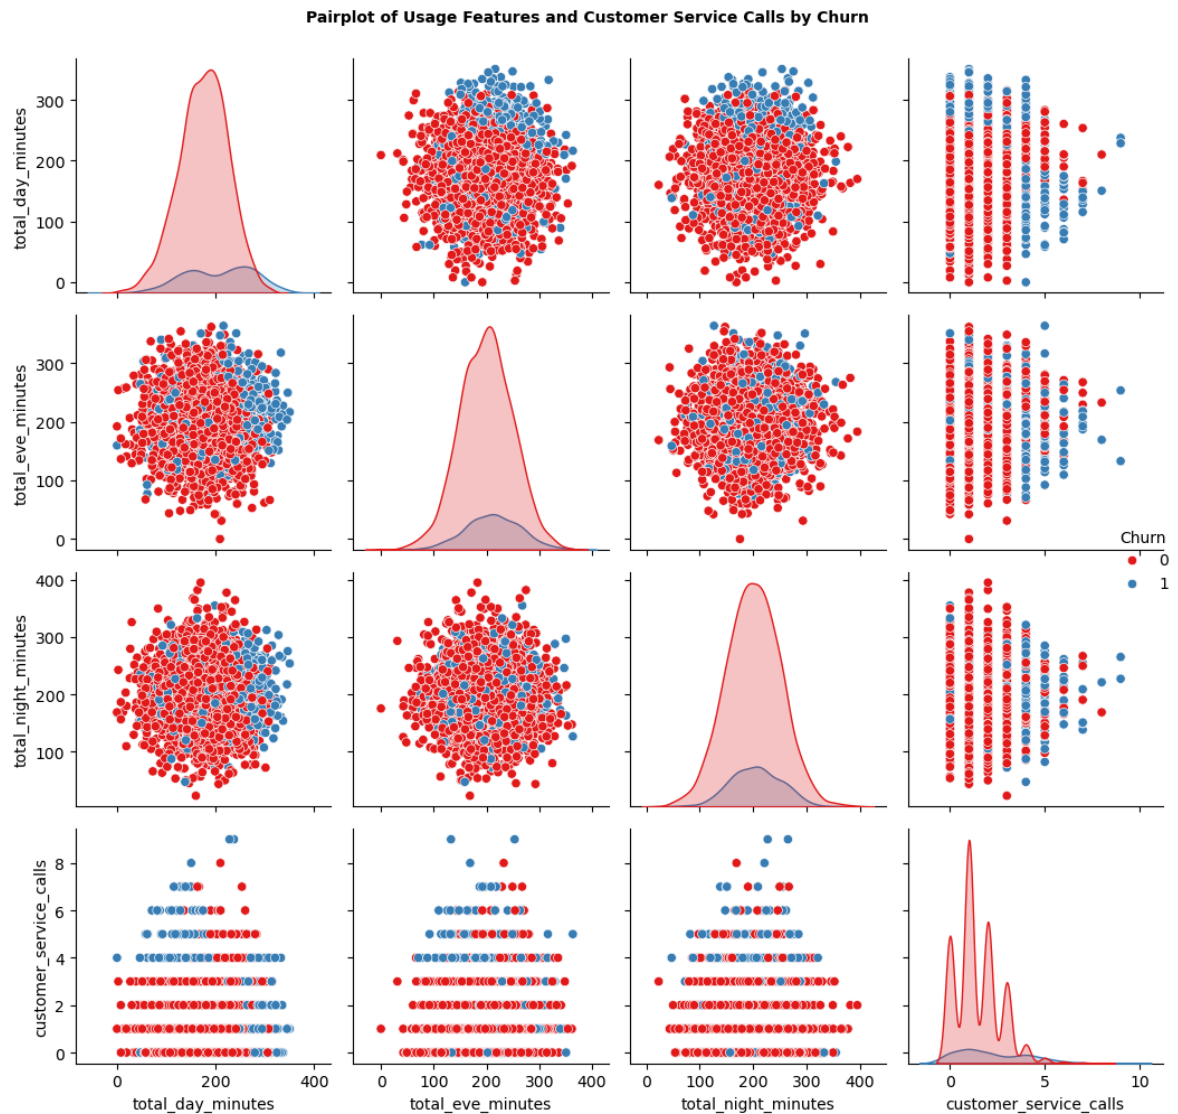 Pairplot of Usage Features and Customer Service Calls by Churn
total_day_minutes
300
200
100
0
total_eve_minutes
300
200
100
0
Churn
0
1
total_night_minutes
400
300
200
100
customer_service_calls
8
6
4
2
0
0 200 400 0 100 200 300 400 0 100 200 300 400 0 5 10
total_day_minutes total_eve_minutes total_night_minutes customer_service_calls